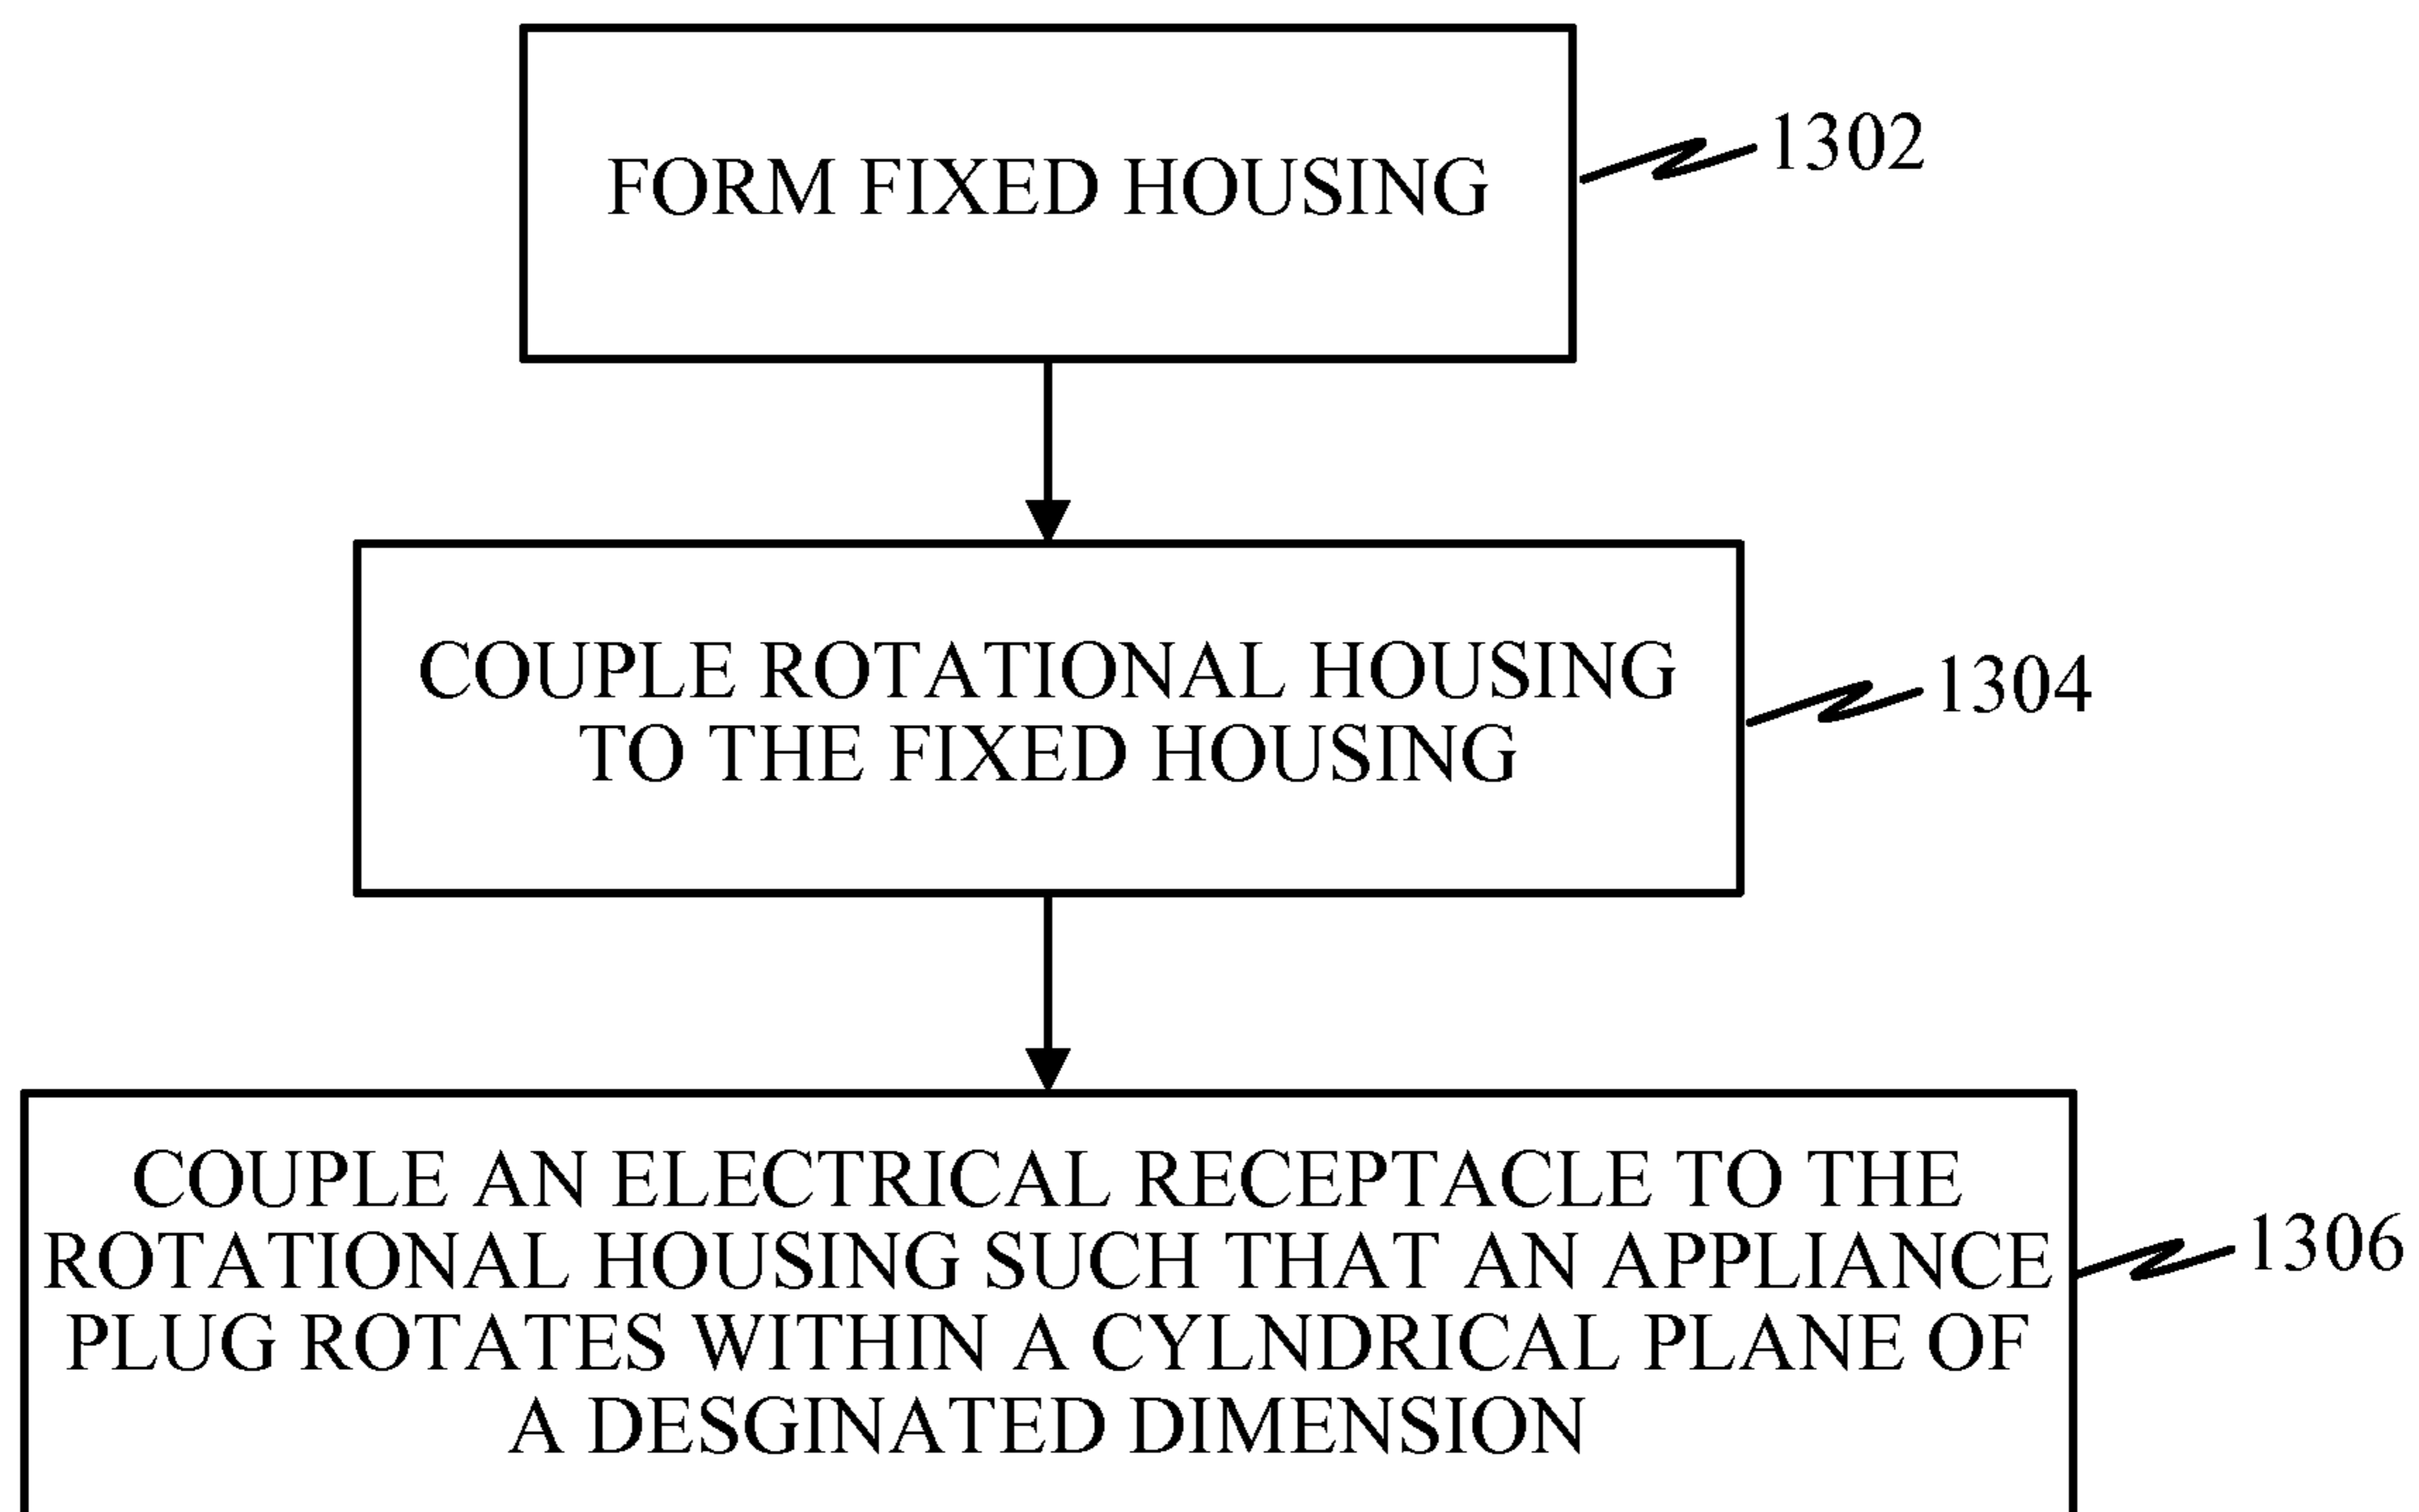 FORM FIXED HOUSING
1302
COUPLE ROTATIONAL HOUSING
TO THE FIXED HOUSING
1304
COUPLE AN ELECTRICAL RECEPTACLE TO THE
ROTATIONAL HOUSING SUCH THAT AN APPLIANCE
PLUG ROTATES WITHIN A CYLNDRICAL PLANE OF
A DESGINATED DIMENSION
1306